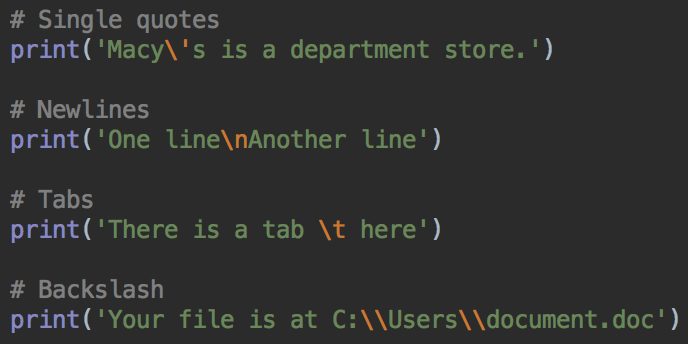 # Single quotes
print('Macy\'s is a department store.')
# Newlines
print('One line\nAnother line')
# Tabs
print('There is a tab \t here')
# Backslash
print('Your file is at C:\\Users\\document.doc')